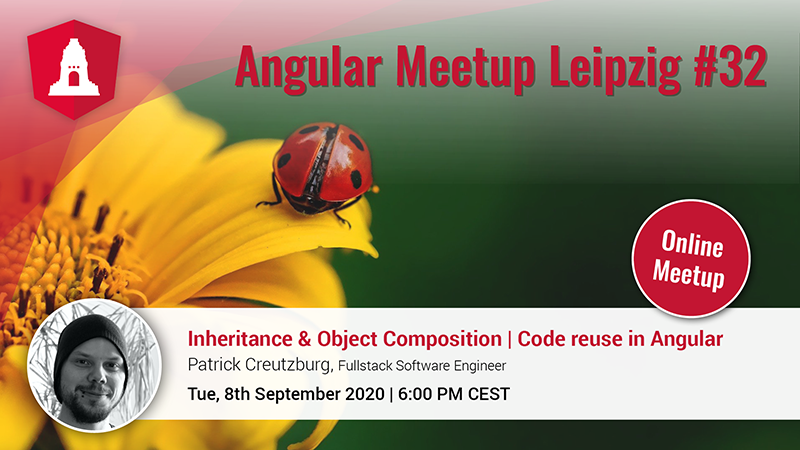 Angular Meetup Leipzig #32
Online
Meetup
Inheritance & Object Composition | Code reuse in Angular
Patrick Creutzburg, Fullstack Software Engineer
Tue, 8th September 2020 | 6:00 PM CEST